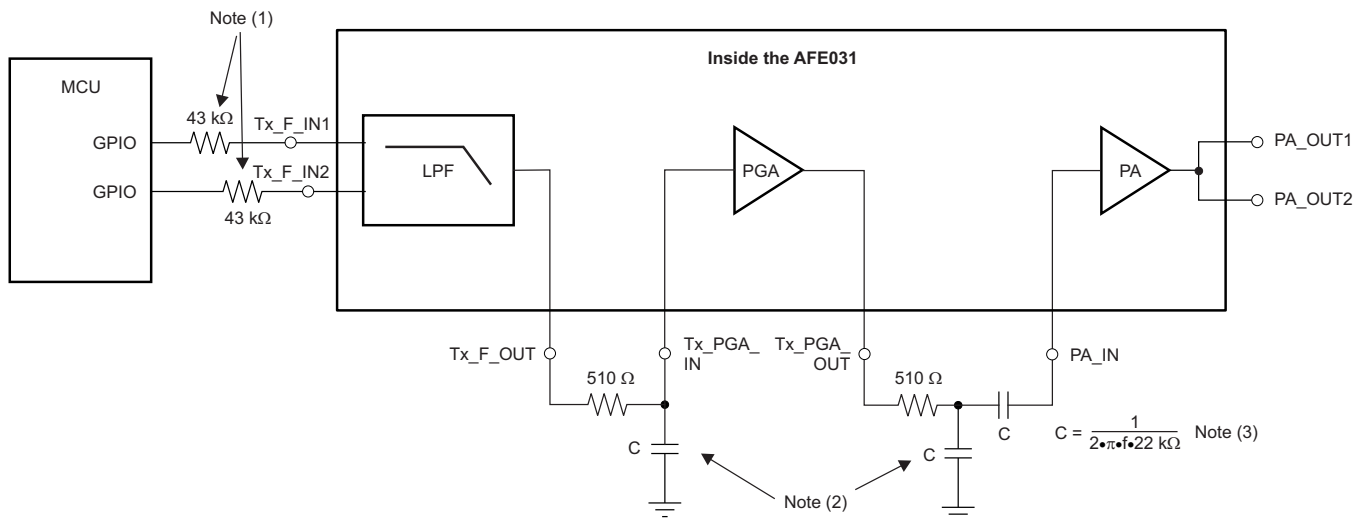 Note (1)
Inside the AFE031
MCU
43 kΩ
Tx_F_IN1
GPIO
LPF
PGA
PA
PA_OUT1
Tx_F_IN2
GPIO
43 kΩ
PA_OUT2
Tx_F_OUT
Tx_PGA_
IN
Tx_PGA_
OUT
PA_IN
510 Ω
510 Ω
C
C
C
C = 1
2•π•f•22 kΩ
Note (3)
Note (2)